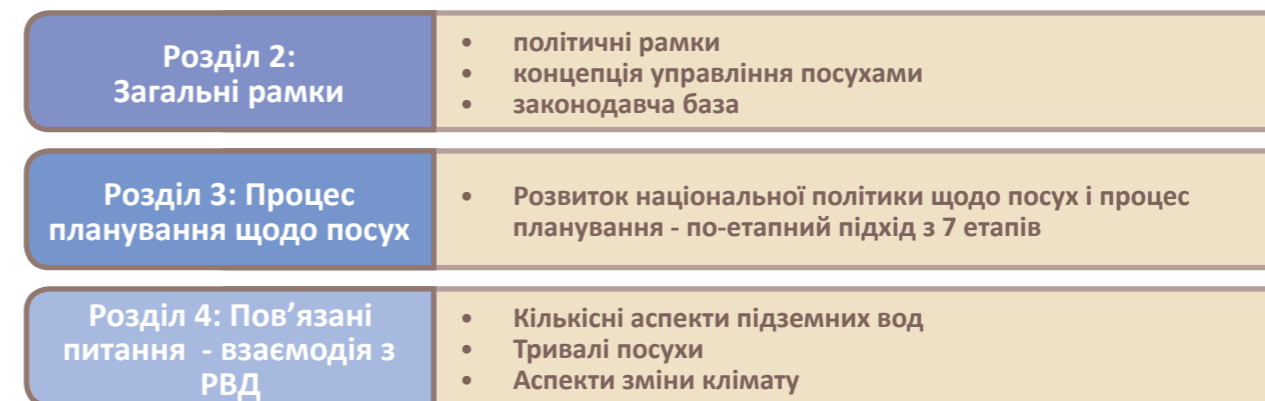 Розділ 2:
Загальні рамки
• політичні рамки
• концепція управління посухами
• законодавча база
Розділ 3: Процес
планування щодо посух
• Розвиток національної політики щодо посух і процес
планування - по-етапний підхід з 7 етапів
Розділ 4: Пов’язані
питання - взаємодія з
РВД
• Кількісні аспекти підземних вод
• Тривалі посухи
• Аспекти зміни клімату